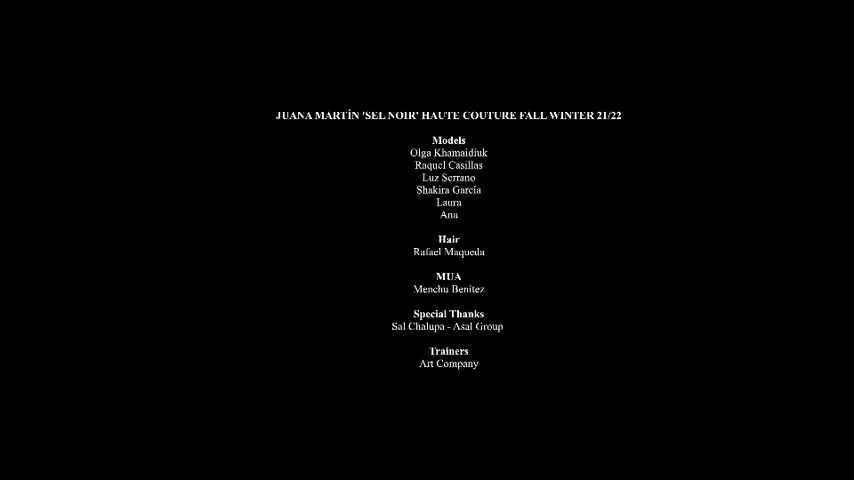 JUANA MARTÍN 'SEL NOIR' HAUTE COUTURE FALL WINTER 21/22
Models
Olga Khamaidiuk
Raquel Casillas
Luz Serrano
Shakira García
Laura
Ana
Hair
Rafael Maqueda
MUA
Menchu Benítez
Special Thanks
Sal Chalupa - Asal Group
Trainers
Art Company